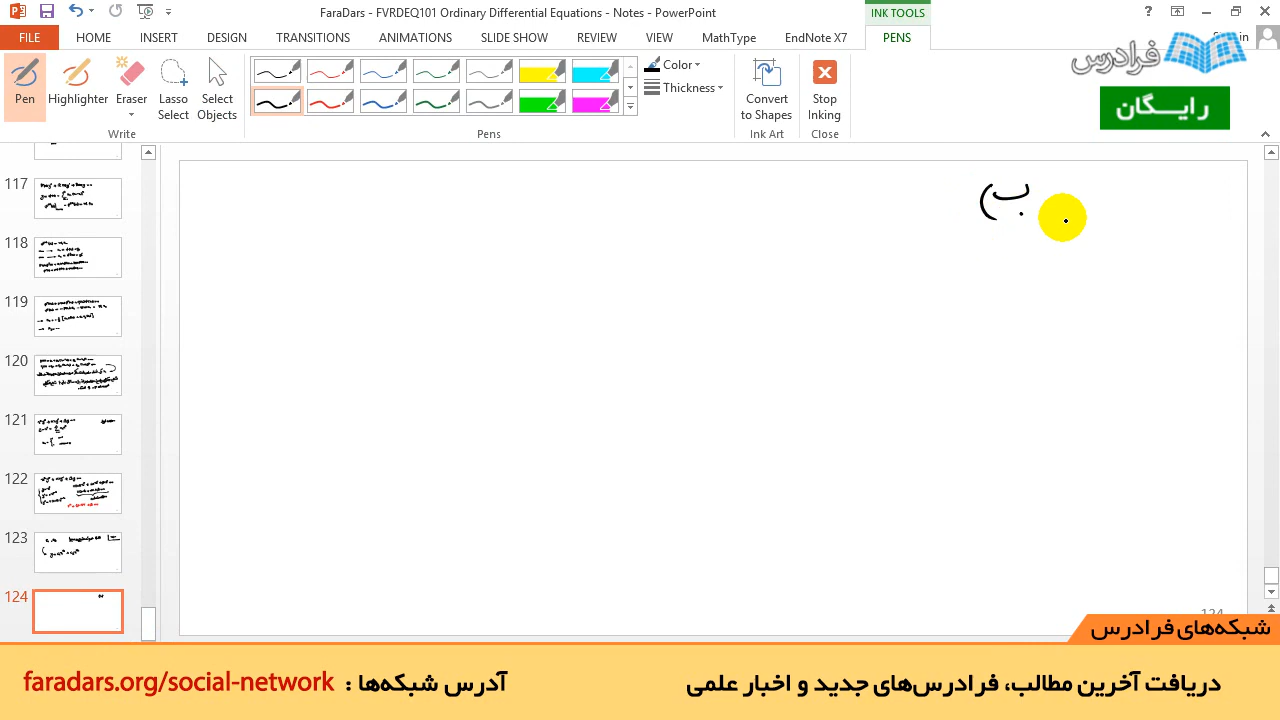 FaraDars - FVRDEQ101 Ordinary Differential Equations - Notes - PowerPoint
INK TOOLS
FILE HOME INSERT DESIGN TRANSITIONS ANIMATIONS SLIDE SHOW REVIEW VIEW MathType EndNote X7 PENS
فرادرس
رایگان
Pen Highlighter Eraser Lasso Select Select Objects
Color
Thickness
Convert to Shapes
Stop Inking
Write Pens Ink Art Close
ب)
117
118
119
120
121
122
123
124
124
شبکه‌های فرادرس
دریافت آخرین مطالب، فرادرس‌های جدید و اخبار علمی
آدرس شبکه‌ها : faradars.org/social-network